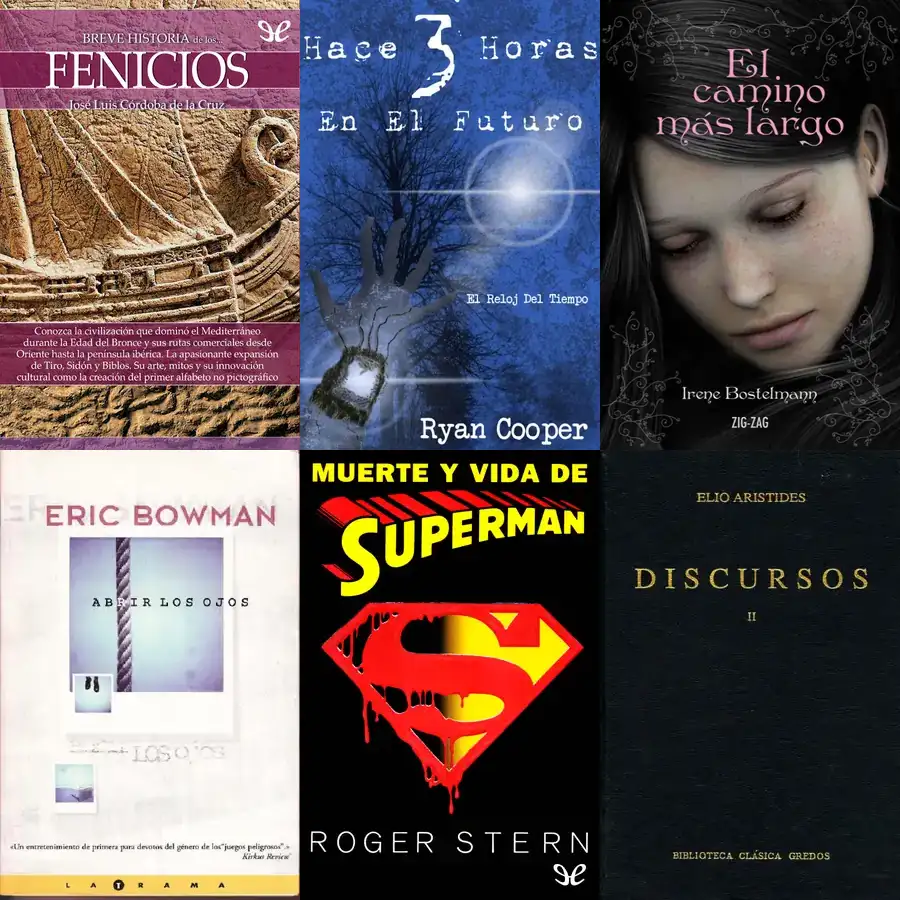 BREVE HISTORIA de los...
FENICIOS
José Luis Córdoba de la Cruz
Conozca la civilización que dominó el Mediterráneo
durante la Edad del Bronce y sus rutas comerciales desde
Oriente hasta la península ibérica. La apasionante expansión
de Tiro, Sidón y Biblos. Su arte, mitos y su innovación
cultural como la creación del primer alfabeto no pictográfico
Hace 3 Horas
En El Futuro
El Reloj Del Tiempo
Ryan Cooper
El
camino
más largo
Irene Bostelmann
ZIG-ZAG
ERIC BOWMAN
ABRIR LOS OJOS
LOS OJOS
«Un entretenimiento de primera para devotos del género de los "juegos peligrosos".»
Kirkus Review
LA TRAMA
MUERTE Y VIDA DE
SUPERMAN
S
ROGER STERN
ELIO ARISTIDES
DISCURSOS
II
BIBLIOTECA CLÁSICA GREDOS